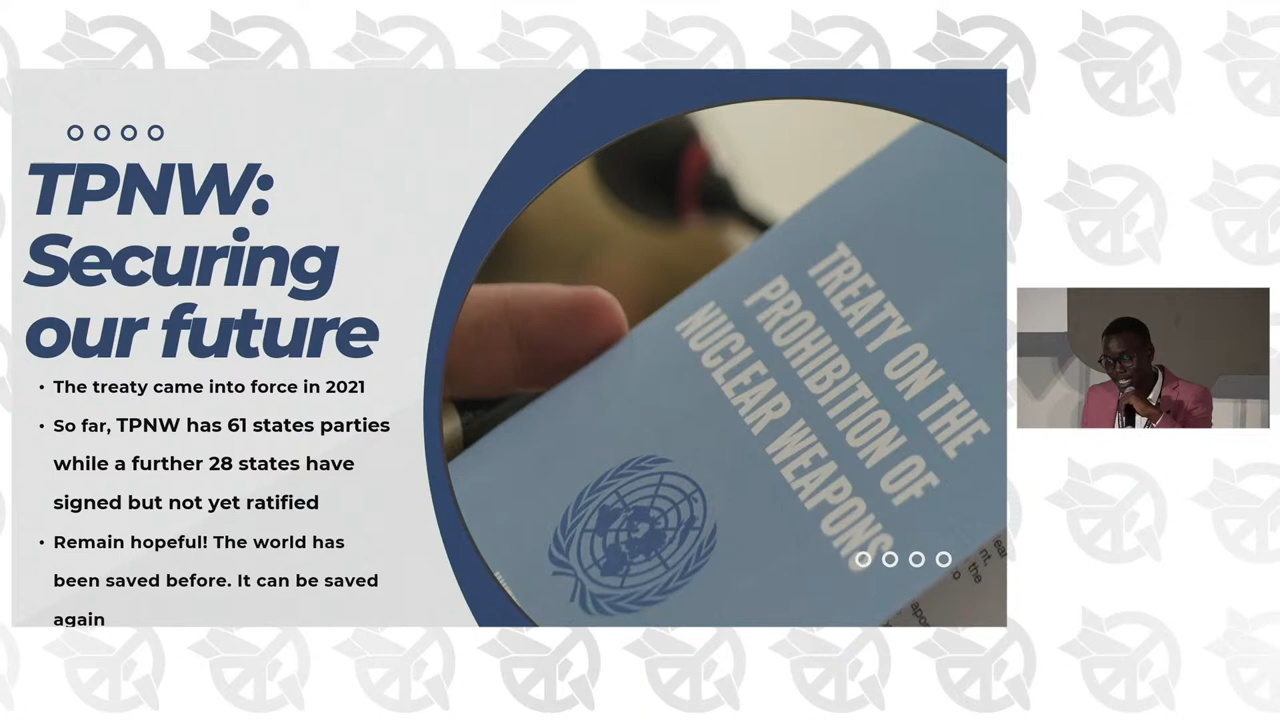 TPNW:
Securing
our future
• The treaty came into force in 2021
• So far, TPNW has 61 states parties
while a further 28 states have
signed but not yet ratified
• Remain hopeful! The world has
been saved before. It can be saved
again
TREATY ON THE
PROHIBITION OF
NUCLEAR WEAPONS
the